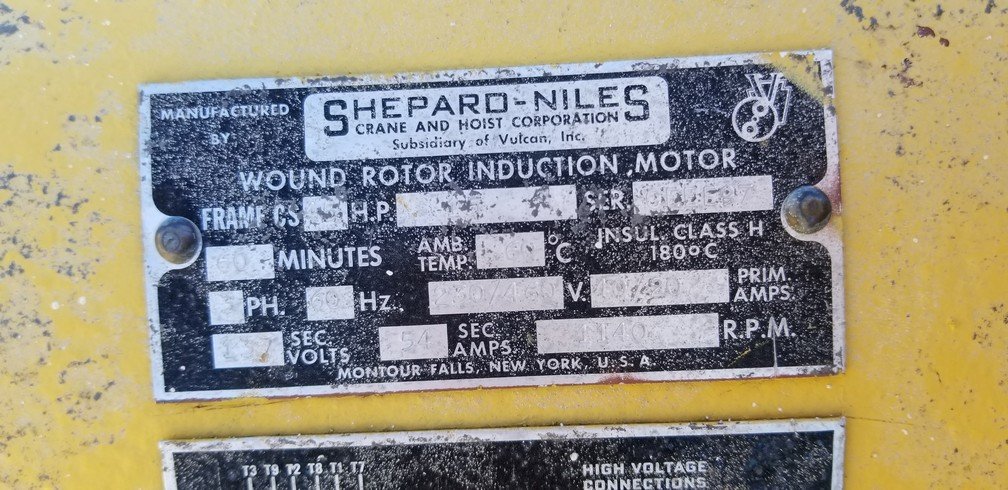 MANUFACTURED BY
SHEPARD-NILES
CRANE AND HOIST CORPORATION
Subsidiary of Vulcan, Inc.
WOUND ROTOR INDUCTION MOTOR
FRAME CS H.P. SER.
60 MINUTES AMB. TEMP. 60 °C INSUL. CLASS H 180°C
3 PH. 60 Hz. 230/460 V. PRIM. AMPS.
SEC. VOLTS 54 SEC. AMPS. 1140 R.P.M.
MONTOUR FALLS, NEW YORK, U. S. A.
T3 T9 T2 T8 T1 T7
HIGH VOLTAGE
CONNECTIONS